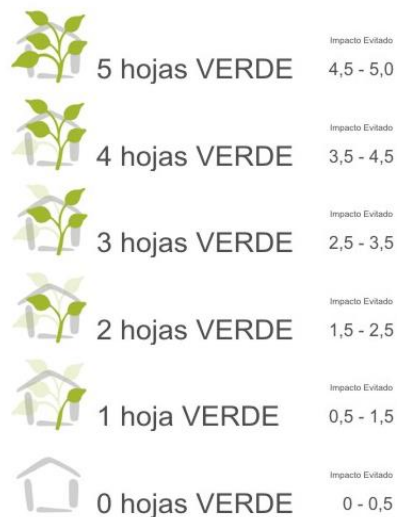 Impacto Evitado
5 hojas VERDE 4,5 - 5,0
Impacto Evitado
4 hojas VERDE 3,5 - 4,5
Impacto Evitado
3 hojas VERDE 2,5 - 3,5
Impacto Evitado
2 hojas VERDE 1,5 - 2,5
Impacto Evitado
1 hoja VERDE 0,5 - 1,5
Impacto Evitado
0 hojas VERDE 0 - 0,5